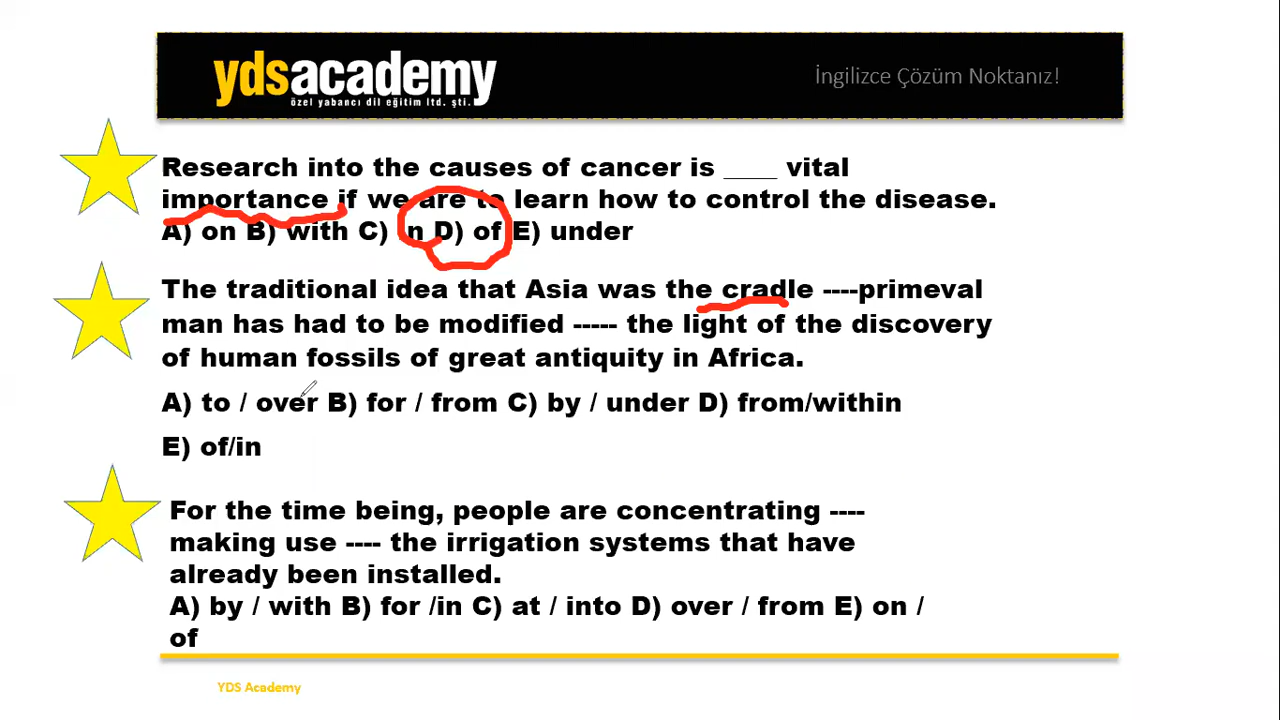 ydsacademy
özel yabancı dil eğitim ltd. şti.
İngilizce Çözüm Noktanız!
Research into the causes of cancer is ____ vital
importance if we are to learn how to control the disease.
A) on B) with C) in D) of E) under
The traditional idea that Asia was the cradle ----primeval
man has had to be modified ----- the light of the discovery
of human fossils of great antiquity in Africa.
A) to / over B) for / from C) by / under D) from/within
E) of/in
For the time being, people are concentrating ----
making use ---- the irrigation systems that have
already been installed.
A) by / with B) for /in C) at / into D) over / from E) on /
of
YDS Academy